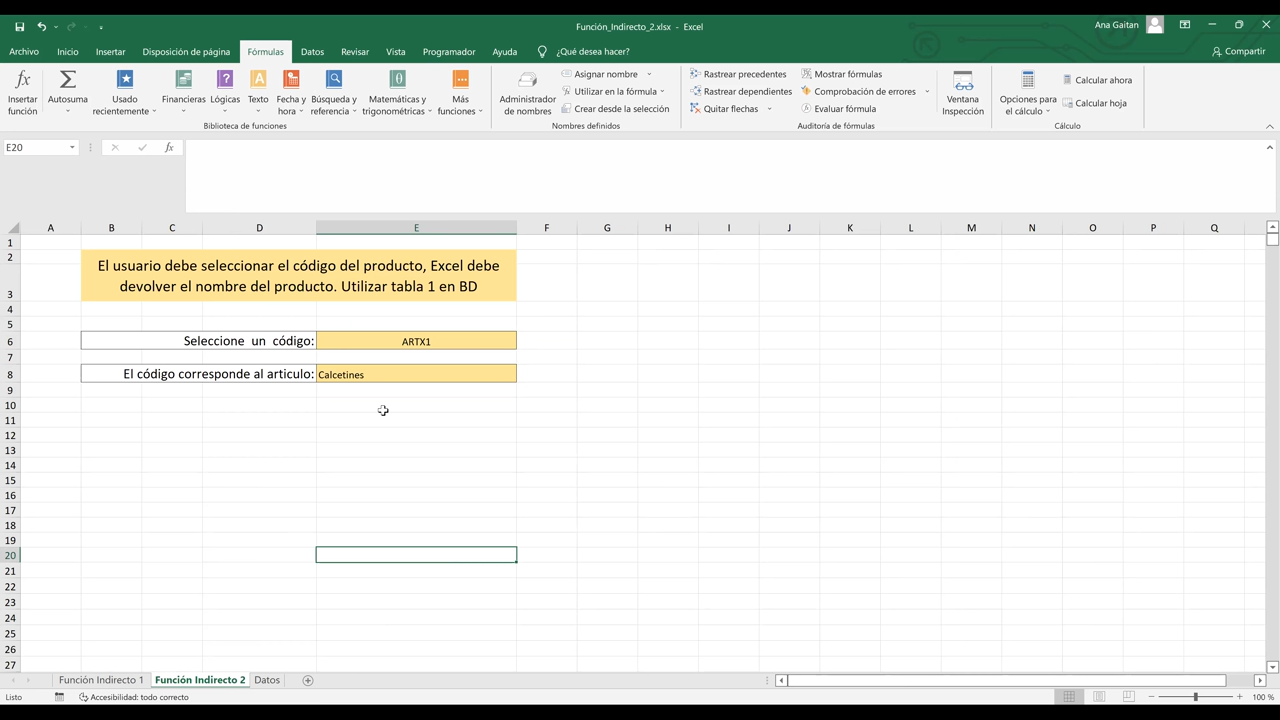 Función_Indirecto_2.xlsx - Excel
Ana Gaitan
Archivo Inicio Insertar Disposición de página Fórmulas Datos Revisar Vista Programador Ayuda ¿Qué desea hacer? Compartir
Insertar función
Autosuma
Usado recientemente
Financieras
Lógicas
Texto
Fecha y hora
Búsqueda y referencia
Matemáticas y trigonométricas
Más funciones
Biblioteca de funciones
Administrador de nombres
Asignar nombre
Utilizar en la fórmula
Crear desde la selección
Nombres definidos
Rastrear precedentes
Rastrear dependientes
Quitar flechas
Mostrar fórmulas
Comprobación de errores
Evaluar fórmula
Auditoría de fórmulas
Ventana Inspección
Opciones para el cálculo
Calcular ahora
Calcular hoja
Cálculo
E20
fx
A B C D E F G H I J K L M N O P Q
1
2
3
4
5
6
7
8
9
10
11
12
13
14
15
16
17
18
19
20
21
22
23
24
25
26
27
El usuario debe seleccionar el código del producto, Excel debe
devolver el nombre del producto. Utilizar tabla 1 en BD
Seleccione un código: ARTX1
El código corresponde al articulo: Calcetines
Función Indirecto 1 Función Indirecto 2 Datos
Listo Accesibilidad: todo correcto 100 %